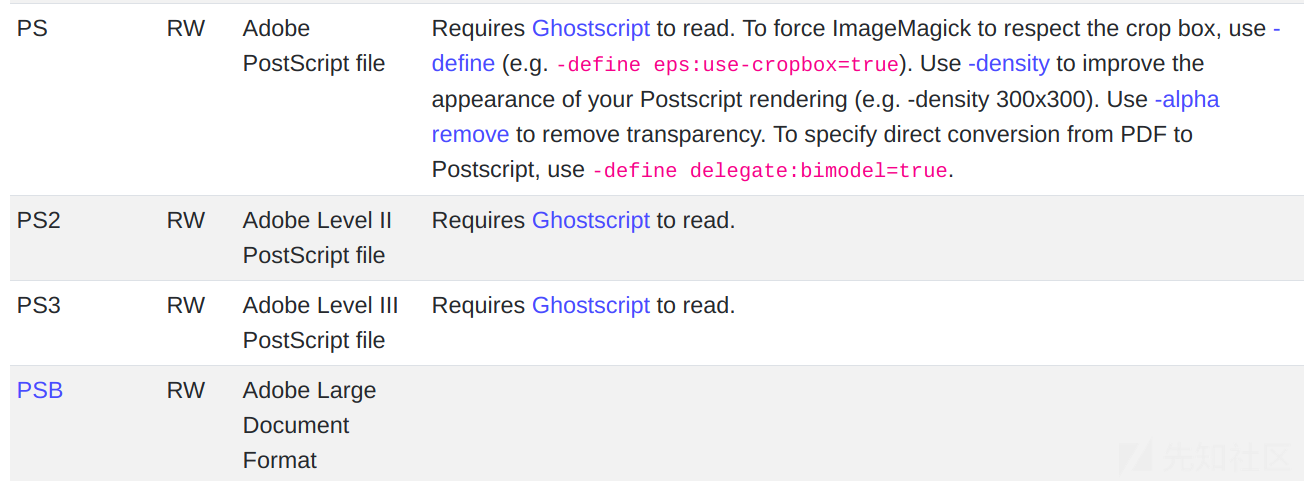 PS RW Adobe Requires Ghostscript to read. To force ImageMagick to respect the crop box, use -
PostScript file define (e.g. -define eps:use-cropbox=true). Use -density to improve the
appearance of your Postscript rendering (e.g. -density 300x300). Use -alpha
remove to remove transparency. To specify direct conversion from PDF to
Postscript, use -define delegate:bimodel=true.
PS2 RW Adobe Level II Requires Ghostscript to read.
PostScript file
PS3 RW Adobe Level III Requires Ghostscript to read.
PostScript file
PSB RW Adobe Large
Document
Format
先知社区